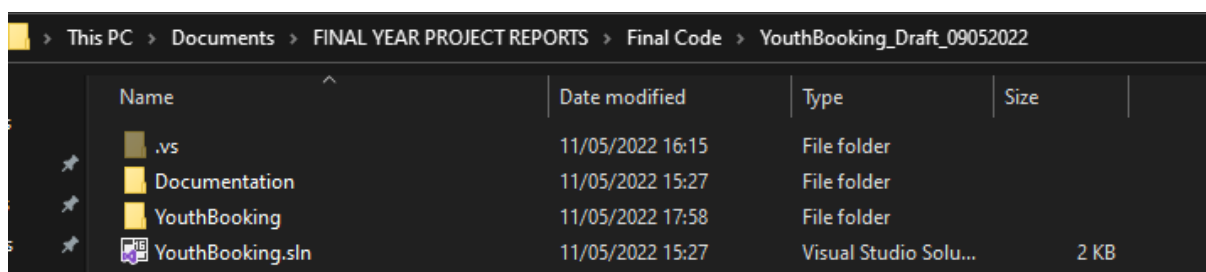 This PC > Documents > FINAL YEAR PROJECT REPORTS > Final Code > YouthBooking_Draft_09052022
Name Date modified Type Size
.vs 11/05/2022 16:15 File folder
Documentation 11/05/2022 15:27 File folder
YouthBooking 11/05/2022 17:58 File folder
YouthBooking.sln 11/05/2022 15:27 Visual Studio Solu... 2 KB